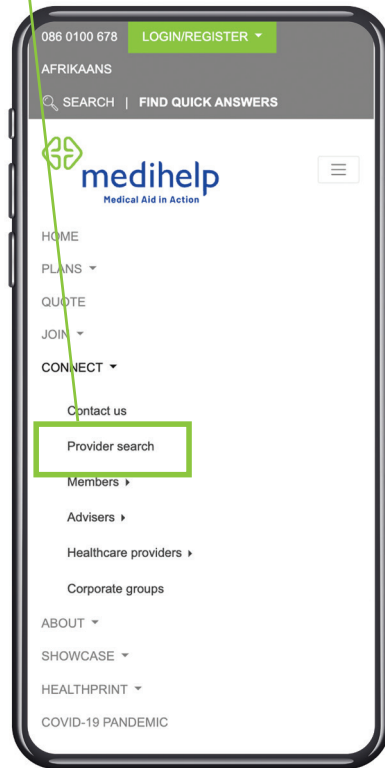 086 0100 678 LOGIN/REGISTER
AFRIKAANS
SEARCH | FIND QUICK ANSWERS
medihelp
Medical Aid in Action
HOME
PLANS
QUOTE
JOIN
CONNECT
Contact us
Provider search
Members
Advisers
Healthcare providers
Corporate groups
ABOUT
SHOWCASE
HEALTHPRINT
COVID-19 PANDEMIC